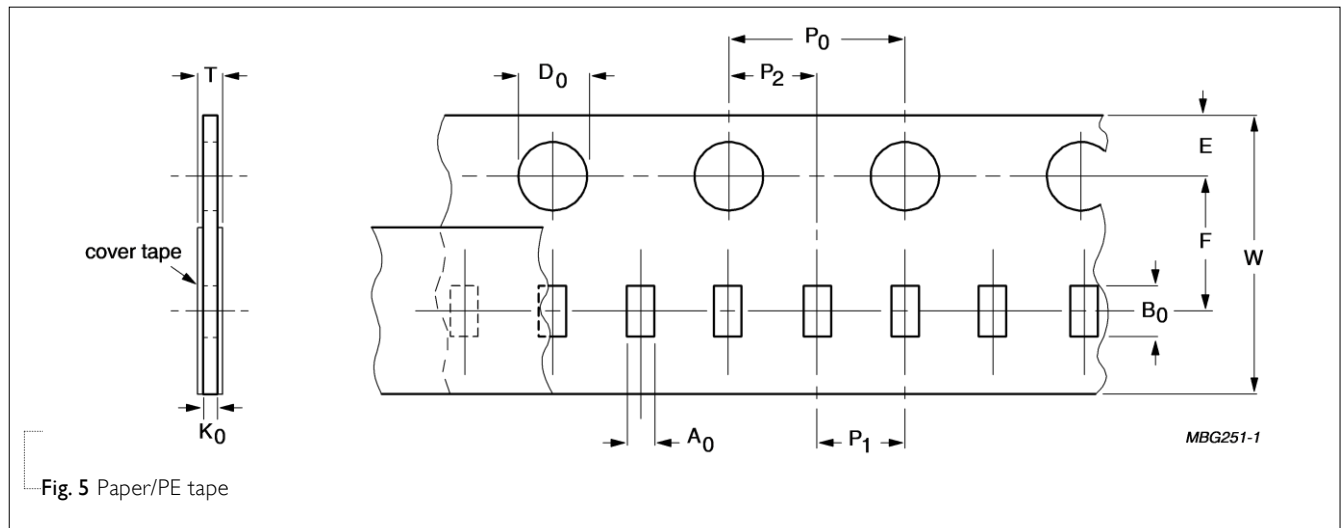 P0
T
D0
P2
E
F
W
cover tape
B0
K0
A0
P1
MBG251-1
Fig. 5 Paper/PE tape